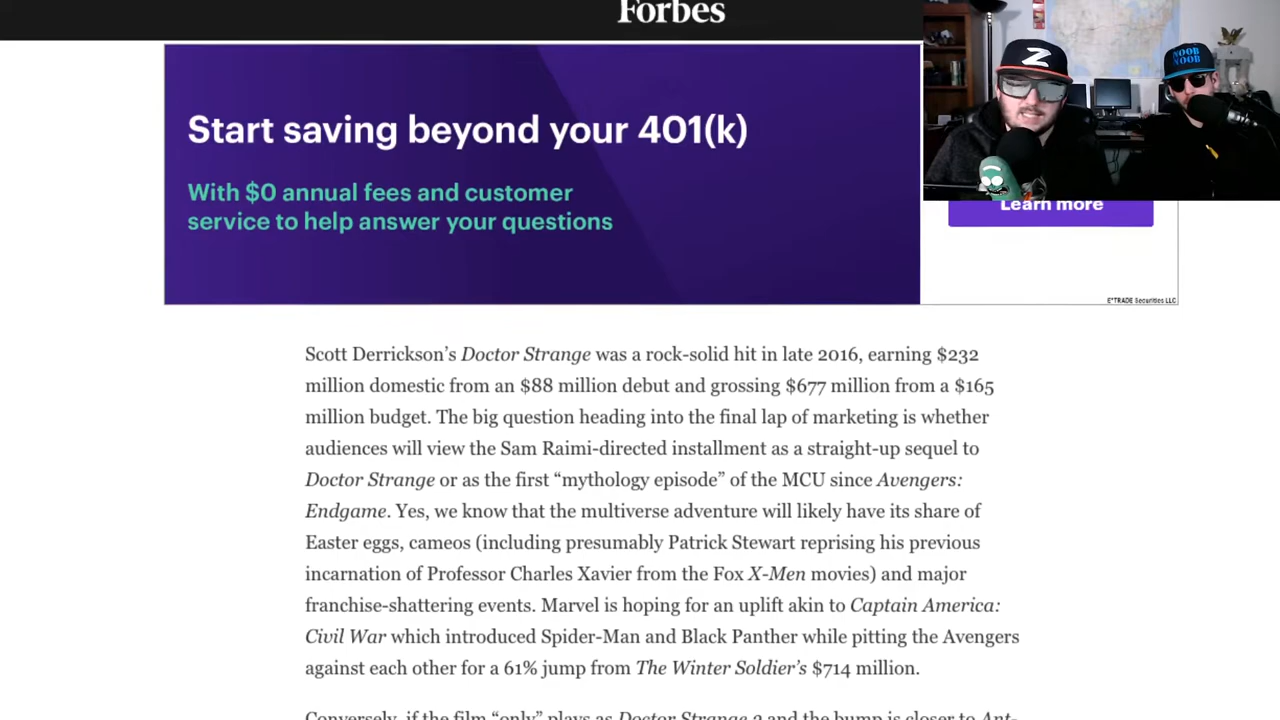 Forbes
Start saving beyond your 401(k)
With $0 annual fees and customer
service to help answer your questions
Learn more
E*TRADE Securities LLC
Z
NOOB
NOOB
Scott Derrickson's Doctor Strange was a rock-solid hit in late 2016, earning $232
million domestic from an $88 million debut and grossing $677 million from a $165
million budget. The big question heading into the final lap of marketing is whether
audiences will view the Sam Raimi-directed installment as a straight-up sequel to
Doctor Strange or as the first “mythology episode” of the MCU since Avengers:
Endgame. Yes, we know that the multiverse adventure will likely have its share of
Easter eggs, cameos (including presumably Patrick Stewart reprising his previous
incarnation of Professor Charles Xavier from the Fox X-Men movies) and major
franchise-shattering events. Marvel is hoping for an uplift akin to Captain America:
Civil War which introduced Spider-Man and Black Panther while pitting the Avengers
against each other for a 61% jump from The Winter Soldier's $714 million.
Conversely, if the film “only” plays as Doctor Strange 2 and the bump is closer to Ant-